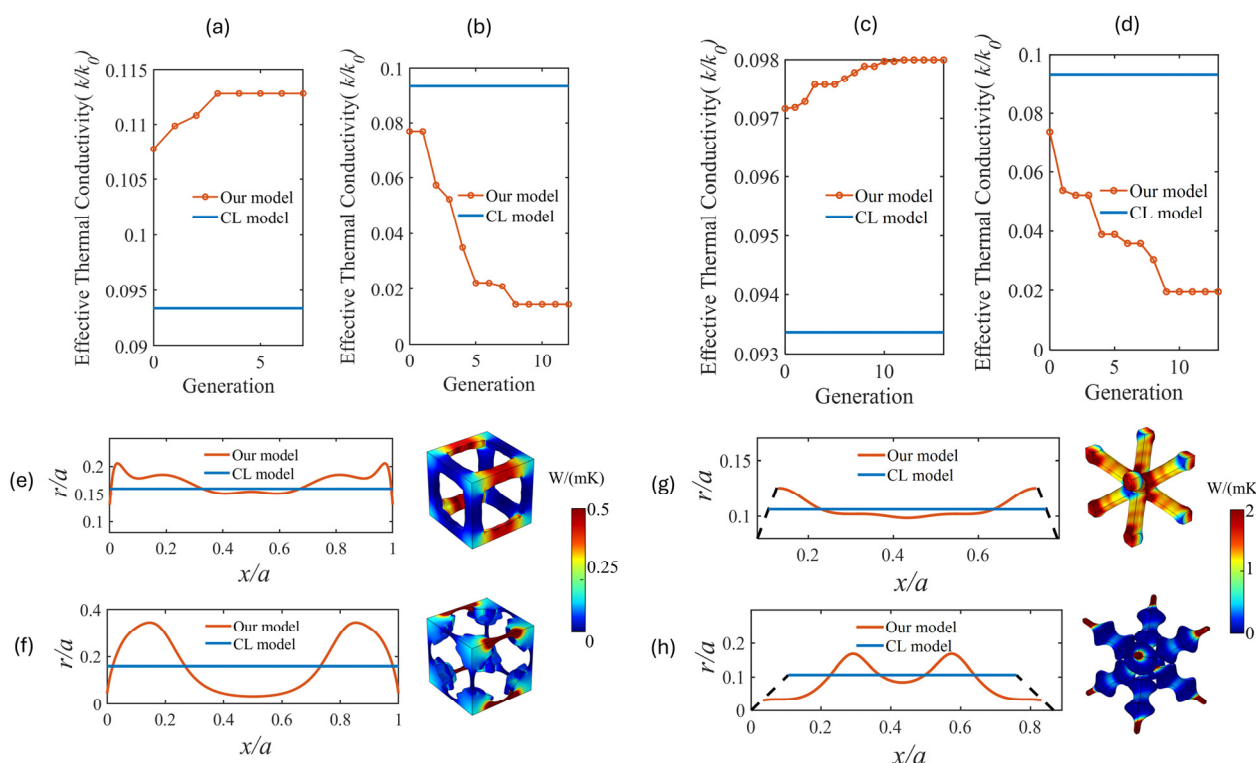 (a)
Effective Thermal Conductivity( k/k0)
0.115
0.11
0.105
0.1
0.095
0.09
Our model
CL model
0
5
Generation
(b)
Effective Thermal Conductivity( k/k0)
0.1
0.08
0.06
0.04
0.02
0
Our model
CL model
0
5
10
Generation
(c)
Effective Thermal Conductivity( k/k0)
0.098
0.097
0.096
0.095
0.094
0.093
Our model
CL model
0
10
Generation
(d)
Effective Thermal Conductivity ( k/k0)
0.1
0.08
0.06
0.04
0.02
0
Our model
CL model
0
10
Generation
(e)
r/a
0.2
0.15
0.1
Our model
CL model
0
0.2
0.4
0.6
0.8
1
x/a
W/(mK)
0.5
0.25
0
(f)
r/a
0.4
0.2
0
Our model
CL model
0
0.2
0.4
0.6
0.8
1
x/a
(g)
r/a
0.15
0.1
Our model
CL model
0.2
0.4
0.6
x/a
W/(mK)
2
1
0
(h)
r/a
0.2
0.1
0
Our model
CL model
0
0.2
0.4
0.6
0.8
x/a